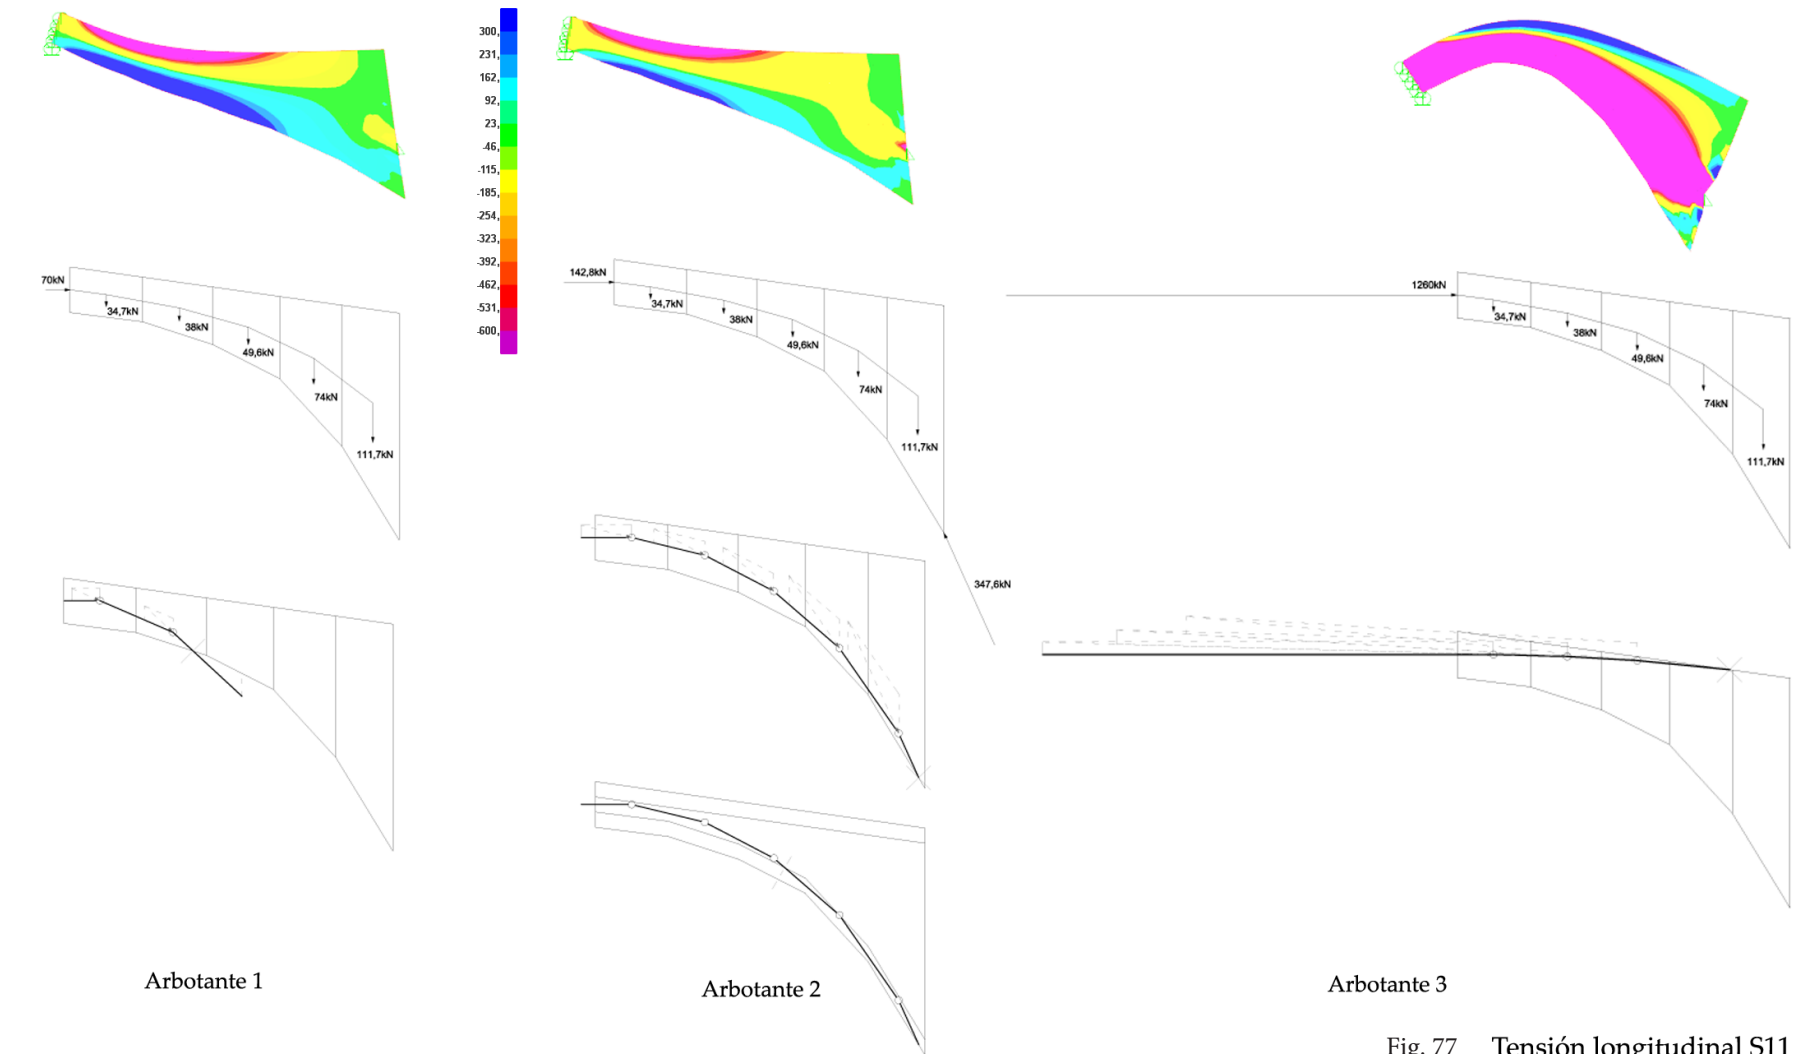 300,
231,
162,
92,
23,
-46,
-115,
-185,
-254,
-323,
-392,
-462,
-531,
-600,
70kN
34,7kN
38kN
49,6kN
74kN
111,7kN
142,8kN
34,7kN
38kN
49,6kN
74kN
111,7kN
347,6kN
1260kN
34,7kN
38kN
49,6kN
74kN
111,7kN
Arbotante 1
Arbotante 2
Arbotante 3
Fig. 77 Tensión longitudinal S11